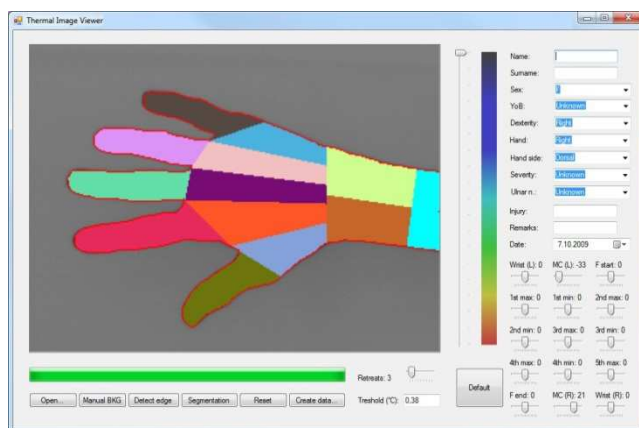 Thermal Image Viewer
Name:
Surname:
Sex: F
YoB: Unknown
Dexterity: Right
Hand: Right
Hand side: Dorsal
Severity: Unknown
Ulnar n.: Unknown
Injury:
Remarks:
Date: 7.10.2009
Wrist (L): 0 MC (L): -33 F start: 0
1st max: 0 1st min: 0 2nd max: 0
2nd min: 0 3rd max: 0 3rd min: 0
4th max: 0 4th min: 0 5th max: 0
F end: 0 MC (R): 21 Wrist (R): 0
Retreats: 3
Default
Open... Manual BKG Detect edge Segmentation Reset Create data... Treshold (°C): 0.38